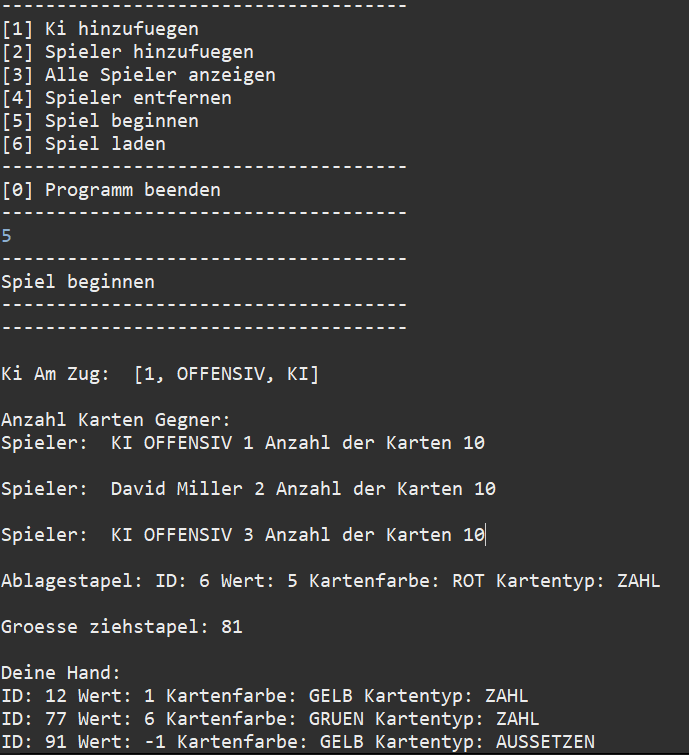 -------------------------------------
[1] Ki hinzufuegen
[2] Spieler hinzufuegen
[3] Alle Spieler anzeigen
[4] Spieler entfernen
[5] Spiel beginnen
[6] Spiel laden
-------------------------------------
[0] Programm beenden
-------------------------------------
5
-------------------------------------
Spiel beginnen
-------------------------------------
-------------------------------------
Ki Am Zug:  [1, OFFENSIV, KI]
Anzahl Karten Gegner:
Spieler:  KI OFFENSIV 1 Anzahl der Karten 10
Spieler:  David Miller 2 Anzahl der Karten 10
Spieler:  KI OFFENSIV 3 Anzahl der Karten 10
Ablagestapel: ID: 6 Wert: 5 Kartenfarbe: ROT Kartentyp: ZAHL
Groesse ziehstapel: 81
Deine Hand:
ID: 12 Wert: 1 Kartenfarbe: GELB Kartentyp: ZAHL
ID: 77 Wert: 6 Kartenfarbe: GRUEN Kartentyp: ZAHL
ID: 91 Wert: -1 Kartenfarbe: GELB Kartentyp: AUSSETZEN